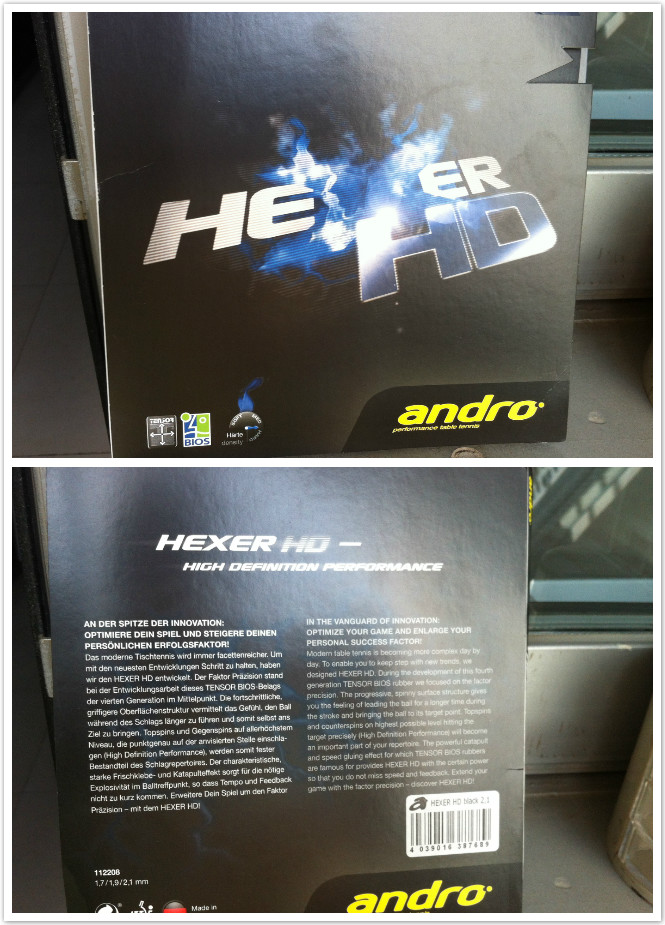 HEXER
HD
TENSOR
BIOS
SOFT
MED
HARD
Härte
density
andro
performance table tennis
HEXER HD –
HIGH DEFINITION PERFORMANCE
AN DER SPITZE DER INNOVATION:
OPTIMIERE DEIN SPIEL UND STEIGERE DEINEN
PERSÖNLICHEN ERFOLGSFAKTOR!
Das moderne Tischtennis wird immer facettenreicher. Um
mit den neuesten Entwicklungen Schritt zu halten, haben
wir den HEXER HD entwickelt. Der Faktor Präzision stand
bei der Entwicklungsarbeit dieses TENSOR BIOS-Belags
der vierten Generation im Mittelpunkt. Die fortschrittliche,
griffigere Oberflächenstruktur vermittelt das Gefühl, den Ball
während des Schlags länger zu führen und somit selbst ans
Ziel zu bringen. Topspins und Gegenspins auf allerhöchstem
Niveau, die punktgenau auf der anvisierten Stelle einschla-
gen (High Definition Performance), werden somit fester
Bestandteil des Schlagrepertoires. Der charakteristische,
starke Frischklebe- und Katapulteffekt sorgt für die nötige
Explosivität im Balltreffpunkt, so dass Tempo und Feedback
nicht zu kurz kommen. Erweitere Dein Spiel um den Faktor
Präzision – mit dem HEXER HD!
IN THE VANGUARD OF INNOVATION:
OPTIMIZE YOUR GAME AND ENLARGE YOUR
PERSONAL SUCCESS FACTOR!
Modern table tennis is becoming more complex day by
day. To enable you to keep step with new trends, we
designed HEXER HD. During the development of this fourth
generation TENSOR BIOS rubber we focused on the factor
precision. The progressive, spinny surface structure gives
you the feeling of leading the ball for a longer time during
the stroke and bringing the ball to its target point. Topspins
and counterspins on highest possible level hitting the
target precisely (High Definition Performance) will become
an important part of your repertoire. The powerful catapult
and speed gluing effect for which TENSOR BIOS rubbers
are famous for provides HEXER HD with the certain power
so that you do not miss speed and feedback. Extend your
game with the factor precision – discover HEXER HD!
HEXER HD black 2.1
4 039016 387689
112208
1,7/1,9/2,1 mm
Made in
andro